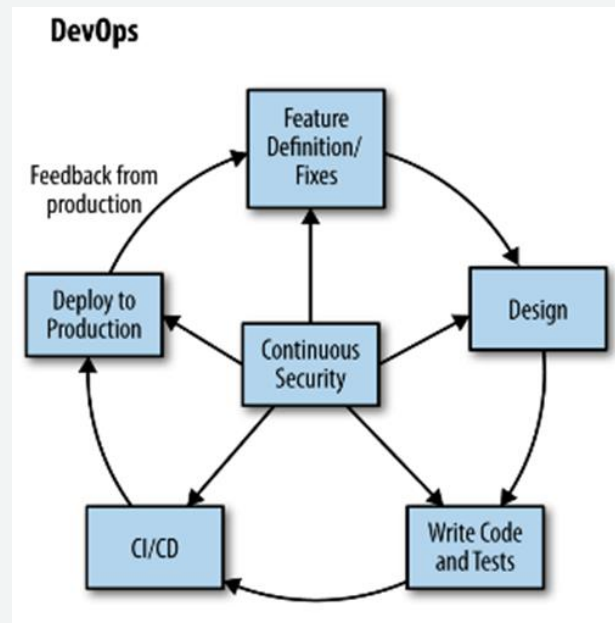 DevOps
Feature
Definition/
Fixes
Feedback from
production
Deploy to
Production
Design
Continuous
Security
CI/CD
Write Code
and Tests